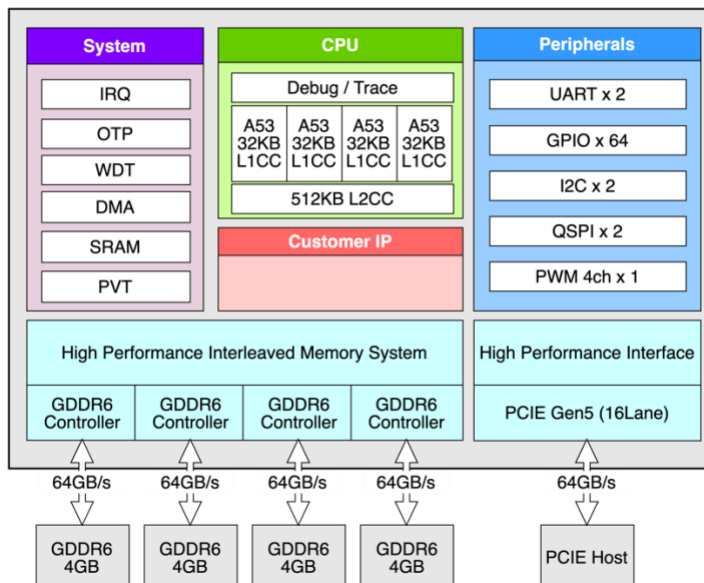 System
IRQ
OTP
WDT
DMA
SRAM
PVT
CPU
Debug / Trace
A53 A53 A53 A53
32KB 32KB 32KB 32KB
L1CC L1CC L1CC L1CC
512KB L2CC
Customer IP
Peripherals
UART x 2
GPIO x 64
I2C x 2
QSPI x 2
PWM 4ch x 1
High Performance Interleaved Memory System
GDDR6 GDDR6 GDDR6 GDDR6
Controller Controller Controller Controller
High Performance Interface
PCIE Gen5 (16Lane)
64GB/s 64GB/s 64GB/s 64GB/s 64GB/s
GDDR6 GDDR6 GDDR6 GDDR6
4GB 4GB 4GB 4GB
PCIE Host